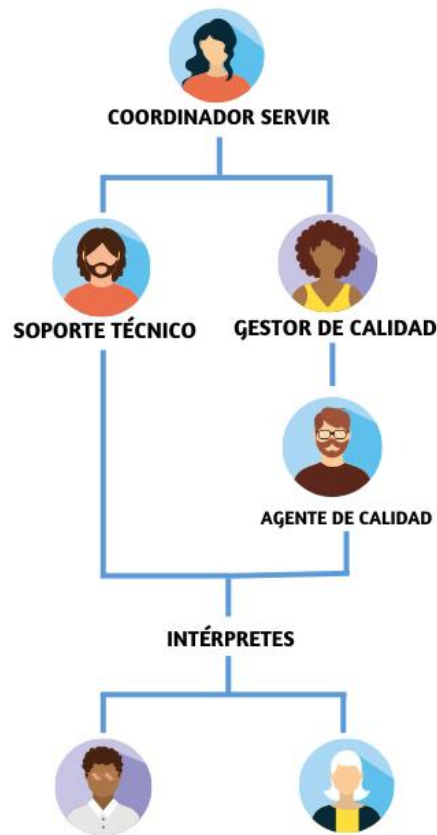 COORDINADOR SERVIR
SOPORTE TÉCNICO
GESTOR DE CALIDAD
AGENTE DE CALIDAD
INTÉRPRETES